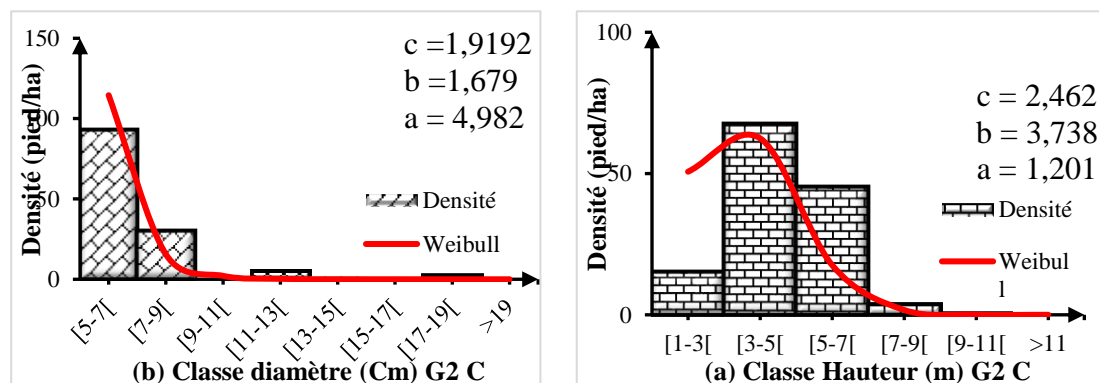 150
100
50
0
Densité (pied/ha)
c =1,9192
b =1,679
a = 4,982
Densité
Weibull
[5-7[
[7-9[
[9-11[
[11-13[
[13-15[
[15-17[
[17-19[
>19
(b) Classe diamètre (Cm) G2 C
100
50
0
Densité (pied/ha)
c = 2,462
b = 3,738
a = 1,201
Densité
Weibul
l
[1-3[
[3-5[
[5-7[
[7-9[
[9-11[
>11
(a) Classe Hauteur (m) G2 C